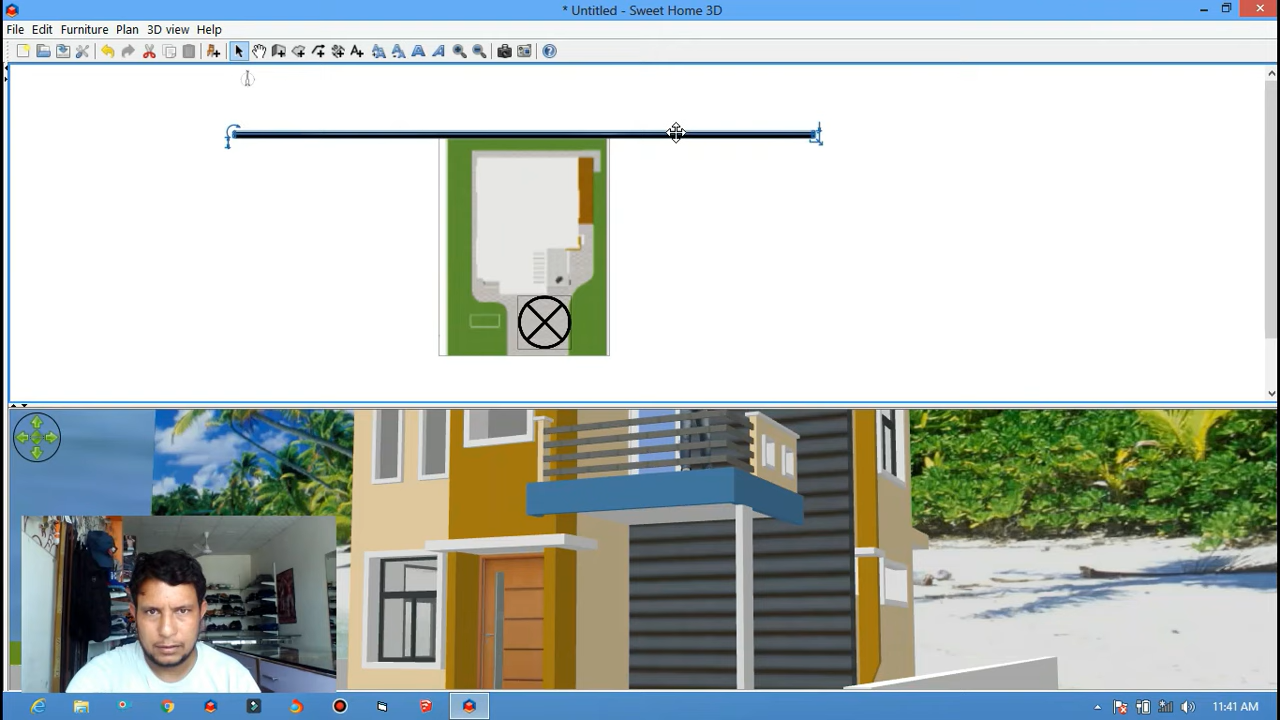 * Untitled - Sweet Home 3D
File Edit Furniture Plan 3D view Help
11:41 AM